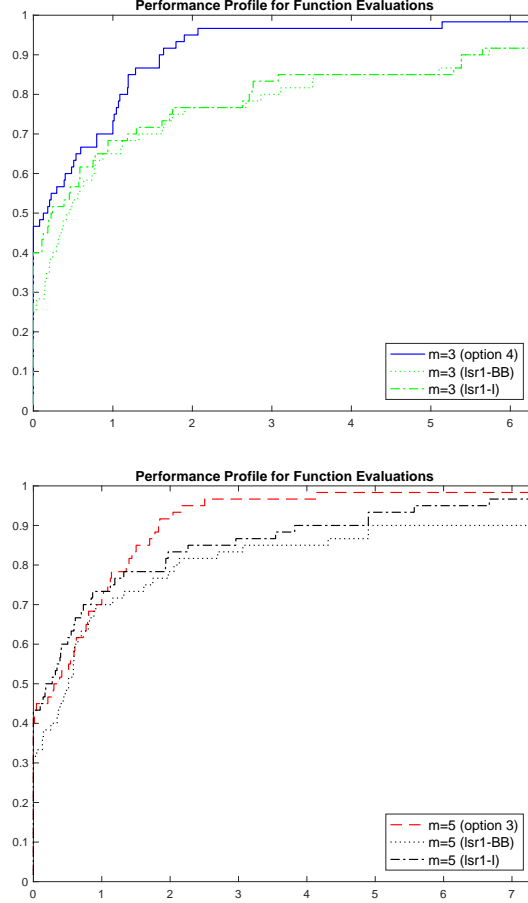 Performance Profile for Function Evaluations
1
0.9
0.8
0.7
0.6
0.5
0.4
0.3
0.2
0.1
0
m=3 (option 4)
m=3 (lsr1-BB)
m=3 (lsr1-I)
0 1 2 3 4 5 6
Performance Profile for Function Evaluations
1
0.9
0.8
0.7
0.6
0.5
0.4
0.3
0.2
0.1
0
m=5 (option 3)
m=5 (lsr1-BB)
m=5 (lsr1-I)
0 1 2 3 4 5 6 7